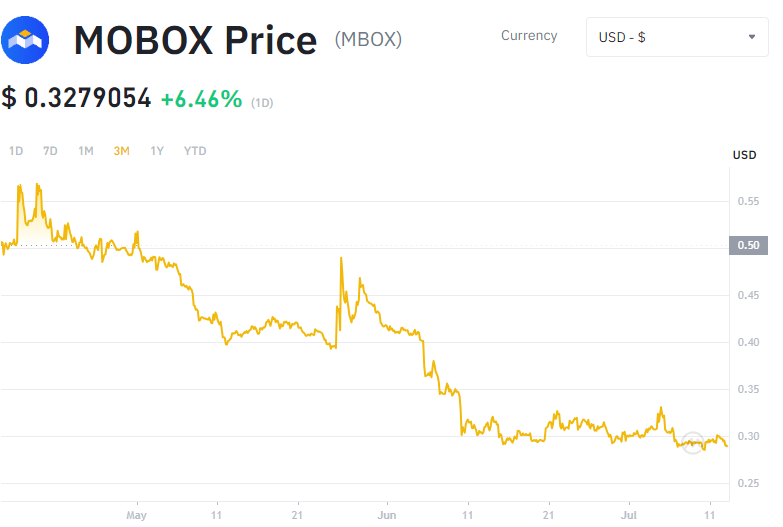 MOBOX Price (MBOX)
Currency
USD - $
$ 0.3279054 +6.46% (1D)
1D 7D 1M 3M 1Y YTD
USD
0.55
0.50
0.45
0.40
0.35
0.30
0.25
May 11 21 Jun 11 21 Jul 11